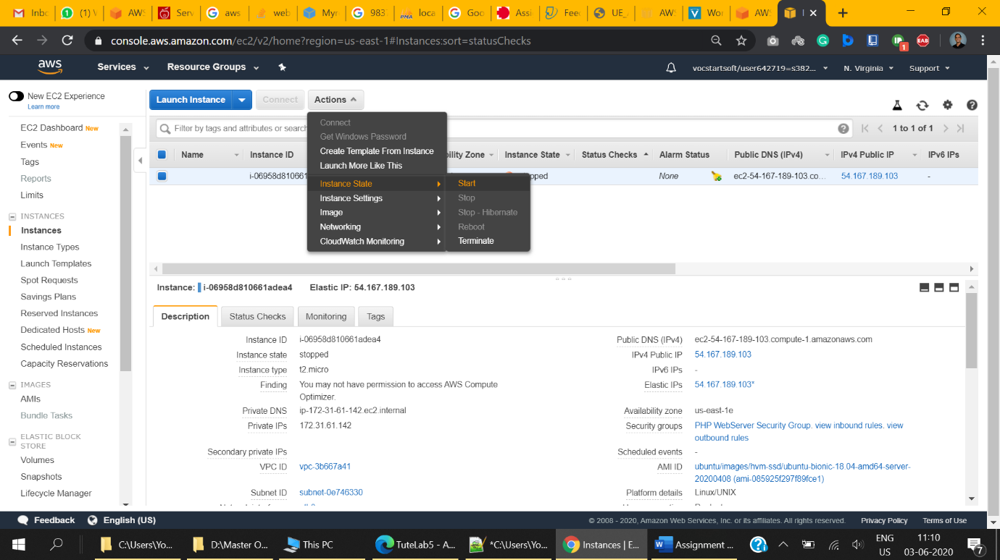 Inbo
(1) V
AWS
Serv
aws
web
Myr
983
loca
Goo
Assi
Feed
UE_
AWS
Wor
AWS
console.aws.amazon.com/ec2/v2/home?region=us-east-1#Instances:sort=statusChecks
aws
Services
Resource Groups
vocstartsoft/user642719=s382...
N. Virginia
Support
New EC2 Experience
Learn more
EC2 Dashboard New
Events New
Tags
Reports
Limits
INSTANCES
Instances
Instance Types
Launch Templates
Spot Requests
Savings Plans
Reserved Instances
Dedicated Hosts New
Scheduled Instances
Capacity Reservations
IMAGES
AMIs
Bundle Tasks
ELASTIC BLOCK
STORE
Volumes
Snapshots
Lifecycle Manager
Launch Instance
Connect
Actions
Filter by tags and attributes or search
1 to 1 of 1
Connect
Get Windows Password
Create Template From Instance
Launch More Like This
Instance State
Instance Settings
Image
Networking
CloudWatch Monitoring
Start
Stop
Stop - Hibernate
Reboot
Terminate
Name
Instance ID
ility Zone
Instance State
Status Checks
Alarm Status
Public DNS (IPv4)
IPv4 Public IP
IPv6 IPs
i-06958d810661
opped
None
ec2-54-167-189-103.co...
54.167.189.103
-
Instance: i-06958d810661adea4 Elastic IP: 54.167.189.103
Description
Status Checks
Monitoring
Tags
Instance ID i-06958d810661adea4
Instance state stopped
Instance type t2.micro
Finding You may not have permission to access AWS Compute
Optimizer.
Private DNS ip-172-31-61-142.ec2.internal
Private IPs 172.31.61.142
Secondary private IPs
VPC ID vpc-3b667a41
Subnet ID subnet-0e746330
Public DNS (IPv4) ec2-54-167-189-103.compute-1.amazonaws.com
IPv4 Public IP 54.167.189.103
IPv6 IPs -
Elastic IPs 54.167.189.103*
Availability zone us-east-1e
Security groups PHP WebServer Security Group. view inbound rules. view
outbound rules
Scheduled events -
AMI ID ubuntu/images/hvm-ssd/ubuntu-bionic-18.04-amd64-server-
20200408 (ami-085925f297f89fce1)
Platform details Linux/UNIX
Feedback
English (US)
© 2008 - 2020, Amazon Web Services, Inc. or its affiliates. All rights reserved.
Privacy Policy
Terms of Use
C:\Users\Yo...
D:\Master O...
This PC
TuteLab5 - A...
*C:\Users\Yo...
Instances | E...
Assignment ...
ENG
US
11:10
03-06-2020
7